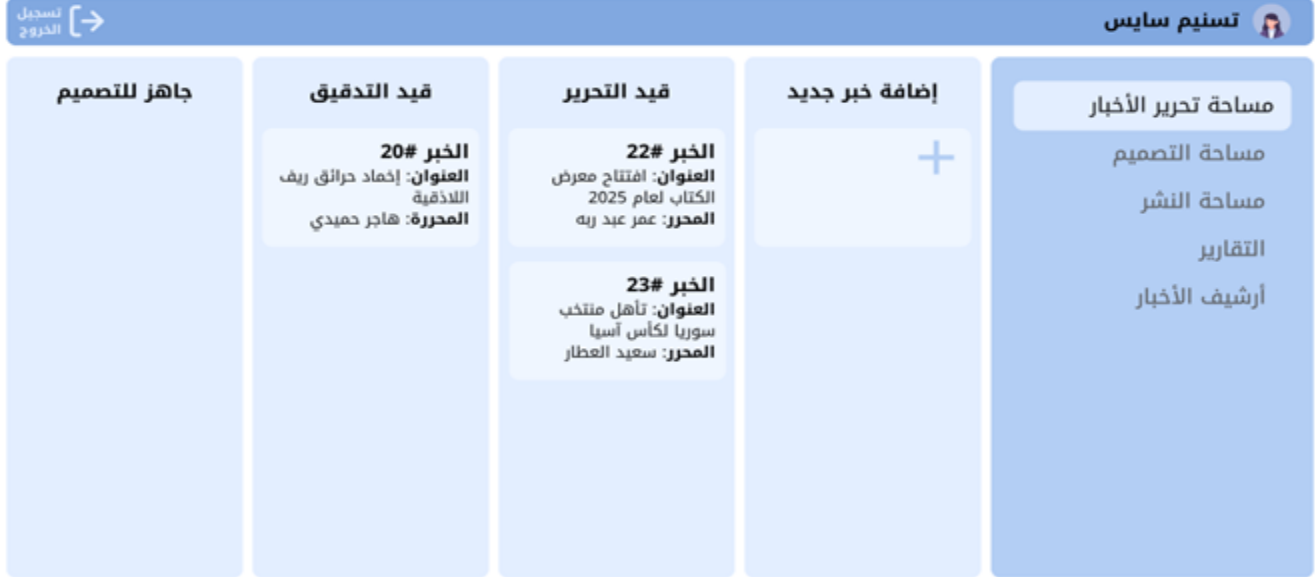 تسنيم سايس
تسجيل
الخروج
مساحة تحرير الأخبار
مساحة التصميم
مساحة النشر
التقارير
أرشيف الأخبار
إضافة خبر جديد
قيد التحرير
الخبر #22
العنوان: افتتاح معرض
الكتاب لعام 2025
المحرر: عمر عبد ربه
الخبر #23
العنوان: تأهل منتخب
سوريا لكأس آسيا
المحرر: سعيد العطار
قيد التدقيق
الخبر #20
العنوان: إخماد حرائق ريف
اللاذقية
المحررة: هاجر حميدي
جاهز للتصميم